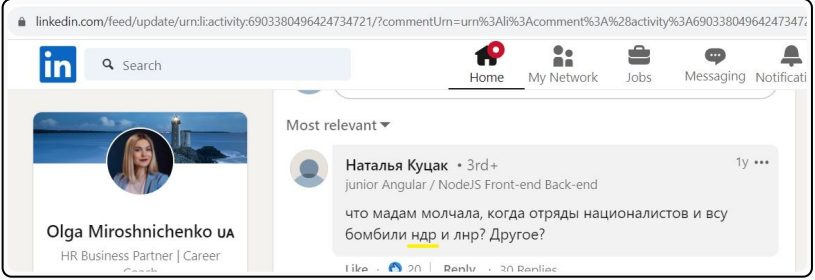 linkedin.com/feed/update/urn:li:activity:6903380496424734721/?commentUrn=urn%3Ali%3Acomment%3A%28activity%3A690338049642473472
in
Search
Home
My Network
Jobs
Messaging
Notificati
Most relevant
Наталья Куцак • 3rd+
1y •••
junior Angular / NodeJS Front-end Back-end
что мадам молчала, когда отряды националистов и всу
бомбили ндр и лнр? Другое?
Like · 20 | Reply · 30 Replies
Olga Miroshnichenko UA
HR Business Partner | Career
Coach